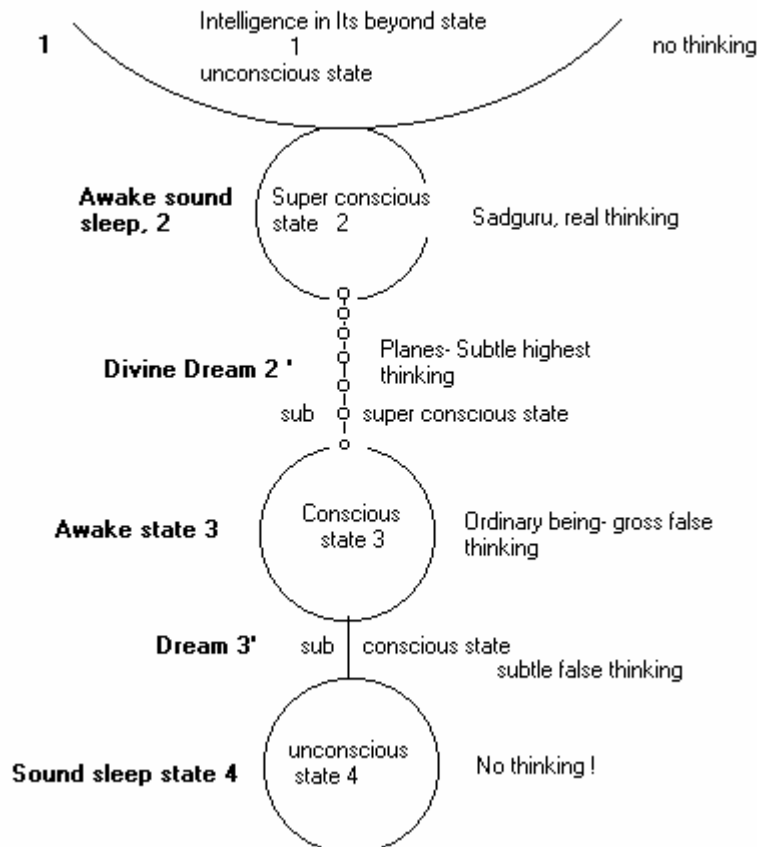 Intelligence in Its beyond state
1
1
no thinking
unconscious state
Awake sound
sleep, 2
Super conscious
state 2
Sadguru, real thinking
Divine Dream 2 '
Planes- Subtle highest
thinking
sub super conscious state
Awake state 3
Conscious
state 3
Ordinary being- gross false
thinking
Dream 3'
sub conscious state
subtle false thinking
Sound sleep state 4
unconscious
state 4
No thinking !